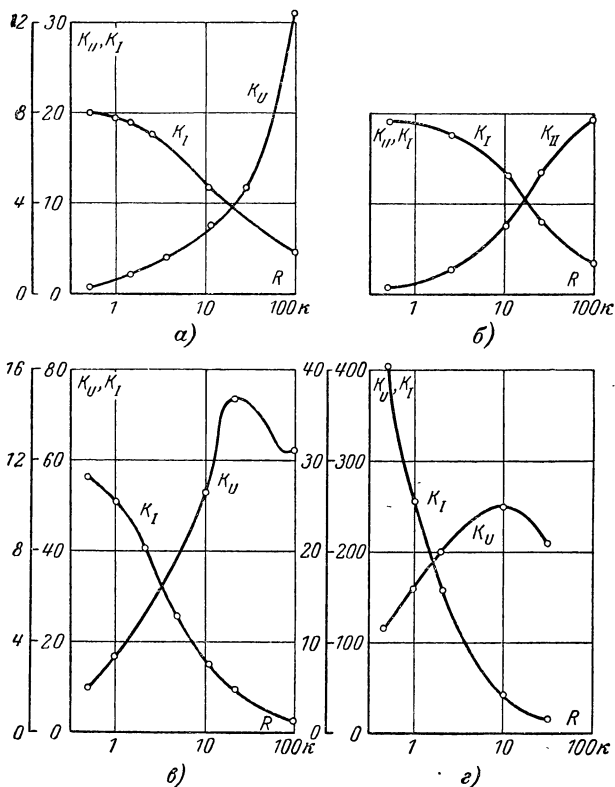 12 30 K_U, K_I
8 20 K_I K_U
4 10
0 0 R
1 10 100к
а)
K_U, K_I K_I K_U
R
1 10 100к
б)
16 80 K_U, K_I
12 60 K_I K_U
8 40
4 20
0 0 R
1 10 100к
в)
40 400 K_U, K_I
30 300 K_I K_U
20 200
10 100
0 0 R
1 10 100к
г)